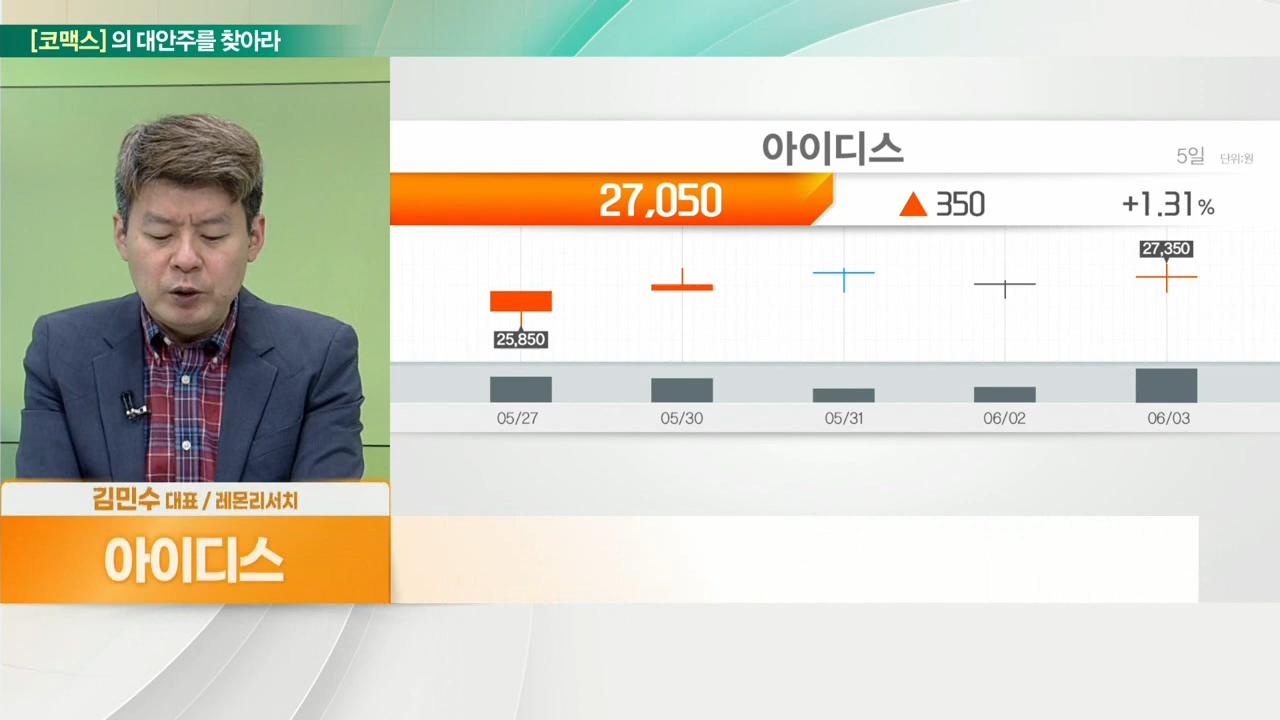 [코맥스] 의 대안주를 찾아라
아이디스
5일 단위:원
27,050 ▲ 350 +1.31%
27,350
25,850
05/27 05/30 05/31 06/02 06/03
김민수 대표 / 레몬리서치
아이디스